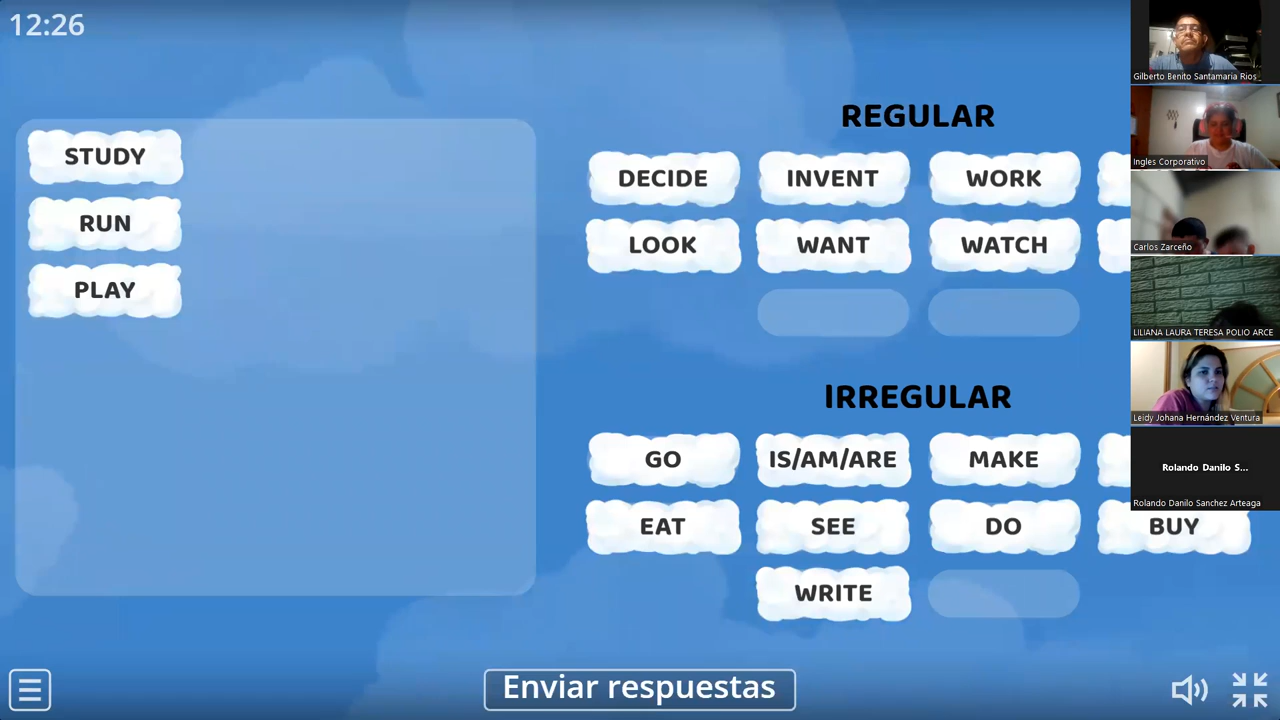 12:26
STUDY
RUN
PLAY
REGULAR
DECIDE INVENT WORK
LOOK WANT WATCH
IRREGULAR
GO IS/AM/ARE MAKE
EAT SEE DO BUY
WRITE
Enviar respuestas
Gilberto Benito Santamaria Rios
Ingles Corporativo
Carlos Zarceño
LILIANA LAURA TERESA POLIO ARCE
Leidy Johana Hernández Ventura
Rolando Danilo S...
Rolando Danilo Sanchez Arteaga